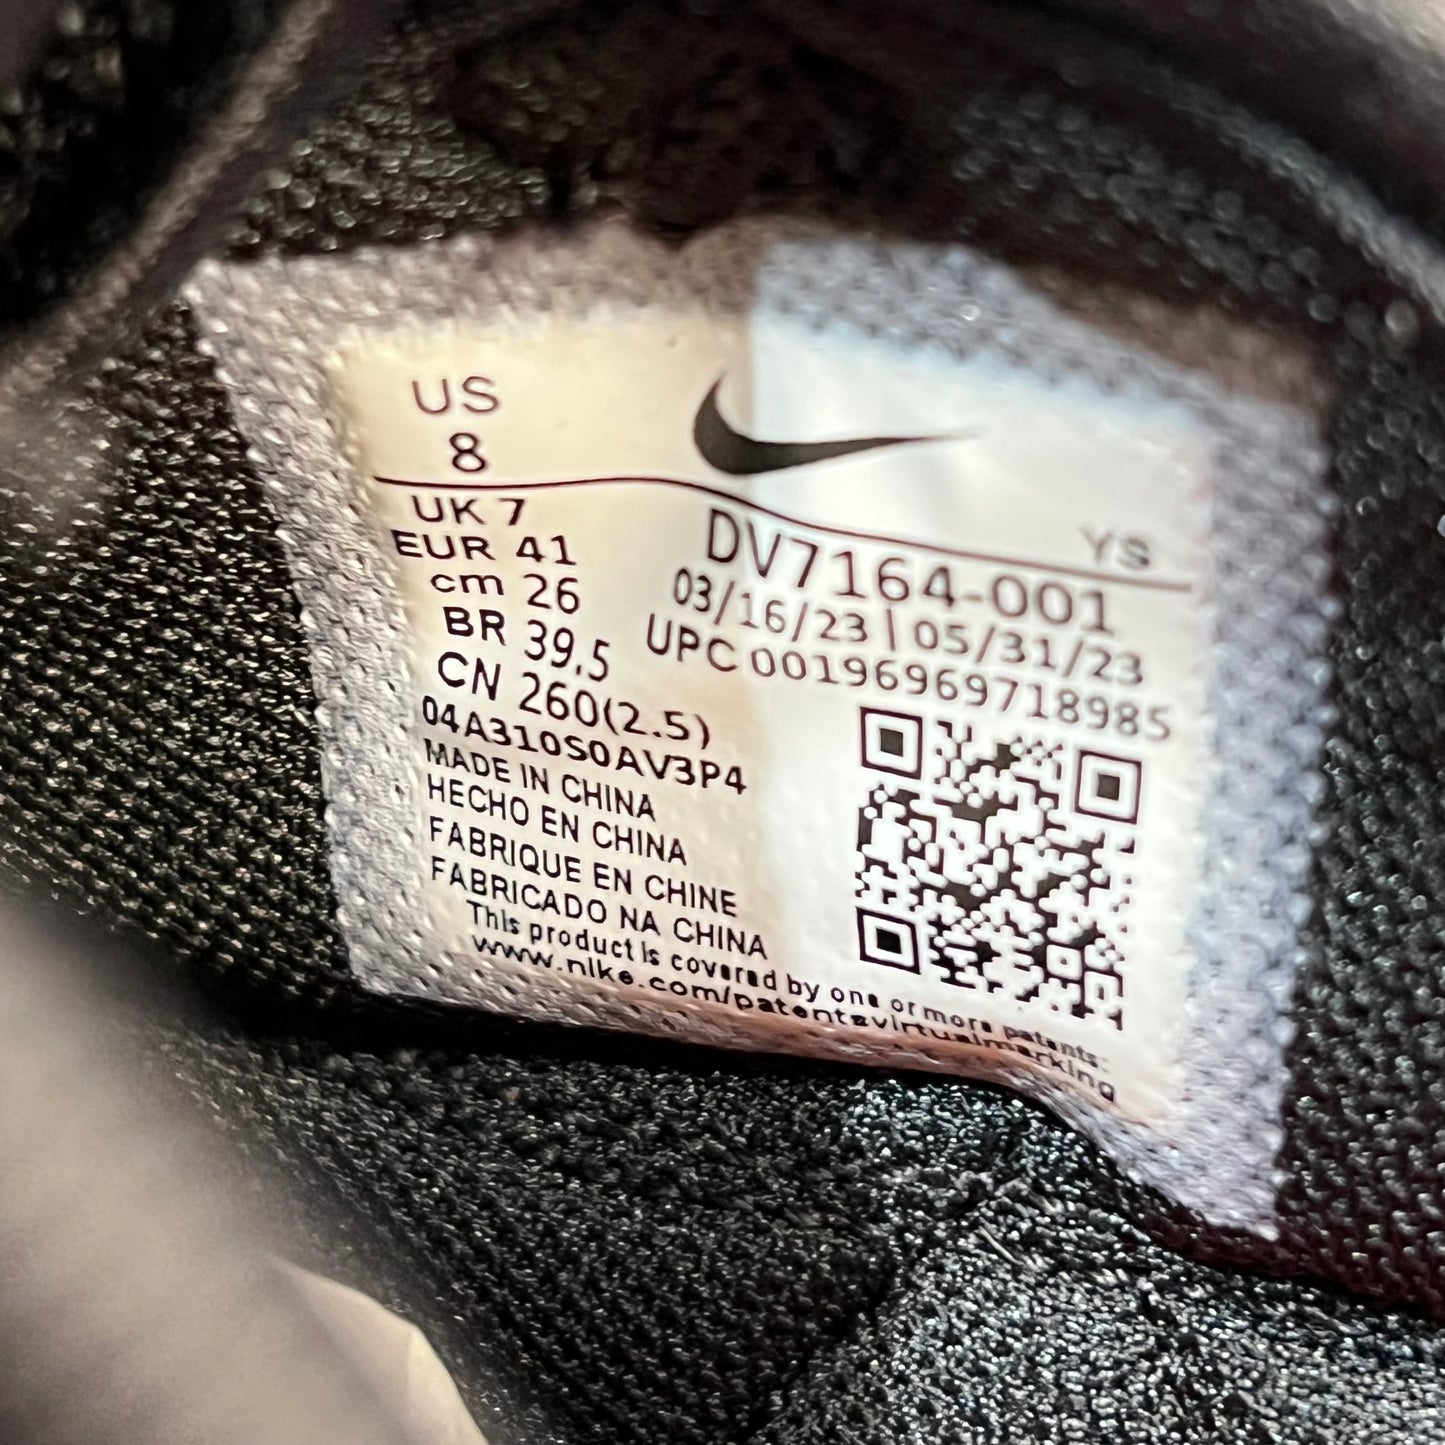 US
8
UK 7
EUR 41
cm 26
BR 39.5
CN 260(2.5)
04A310S0AV3P4
MADE IN CHINA
HECHO EN CHINA
FABRIQUE EN CHINE
FABRICADO NA CHINA
This product is covered by one or more patents:
www.nike.com/patentsvirtualmarking
YS
DV7164-001
03/16/23 | 05/31/23
UPC 00196969718985